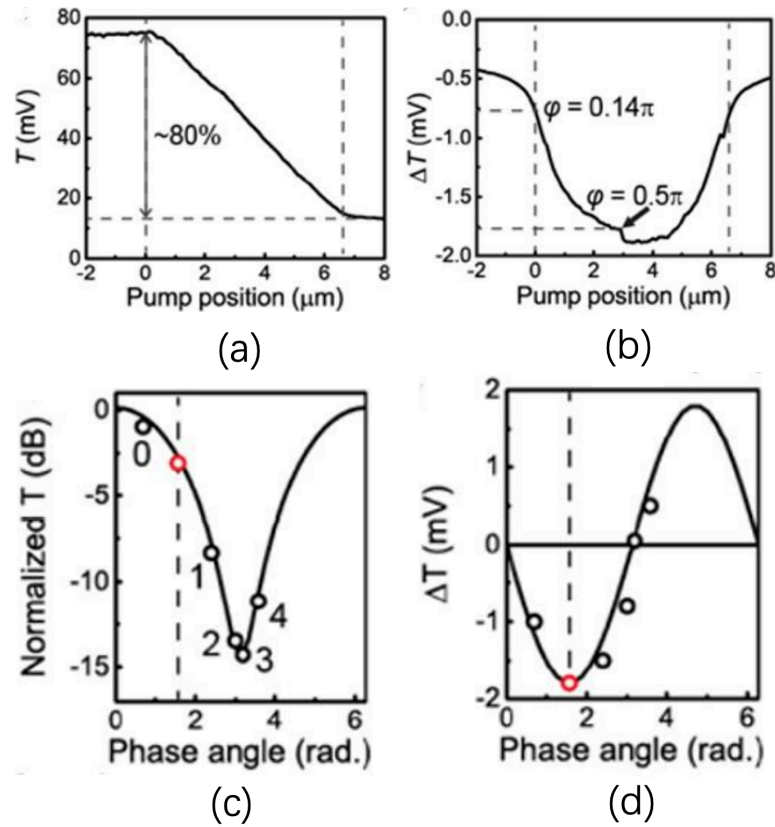 80
60
40
20
0
T (mV)
~80%
-2 0 2 4 6 8
Pump position (μm)
(a)
0.0
-0.5
-1.0
-1.5
-2.0
ΔT (mV)
φ = 0.14π
φ = 0.5π
-2 0 2 4 6 8
Pump position (μm)
(b)
0
-5
-10
-15
Normalized T (dB)
0
1
2
3
4
0 2 4 6
Phase angle (rad.)
(c)
2
1
0
-1
-2
ΔT (mV)
0 2 4 6
Phase angle (rad.)
(d)